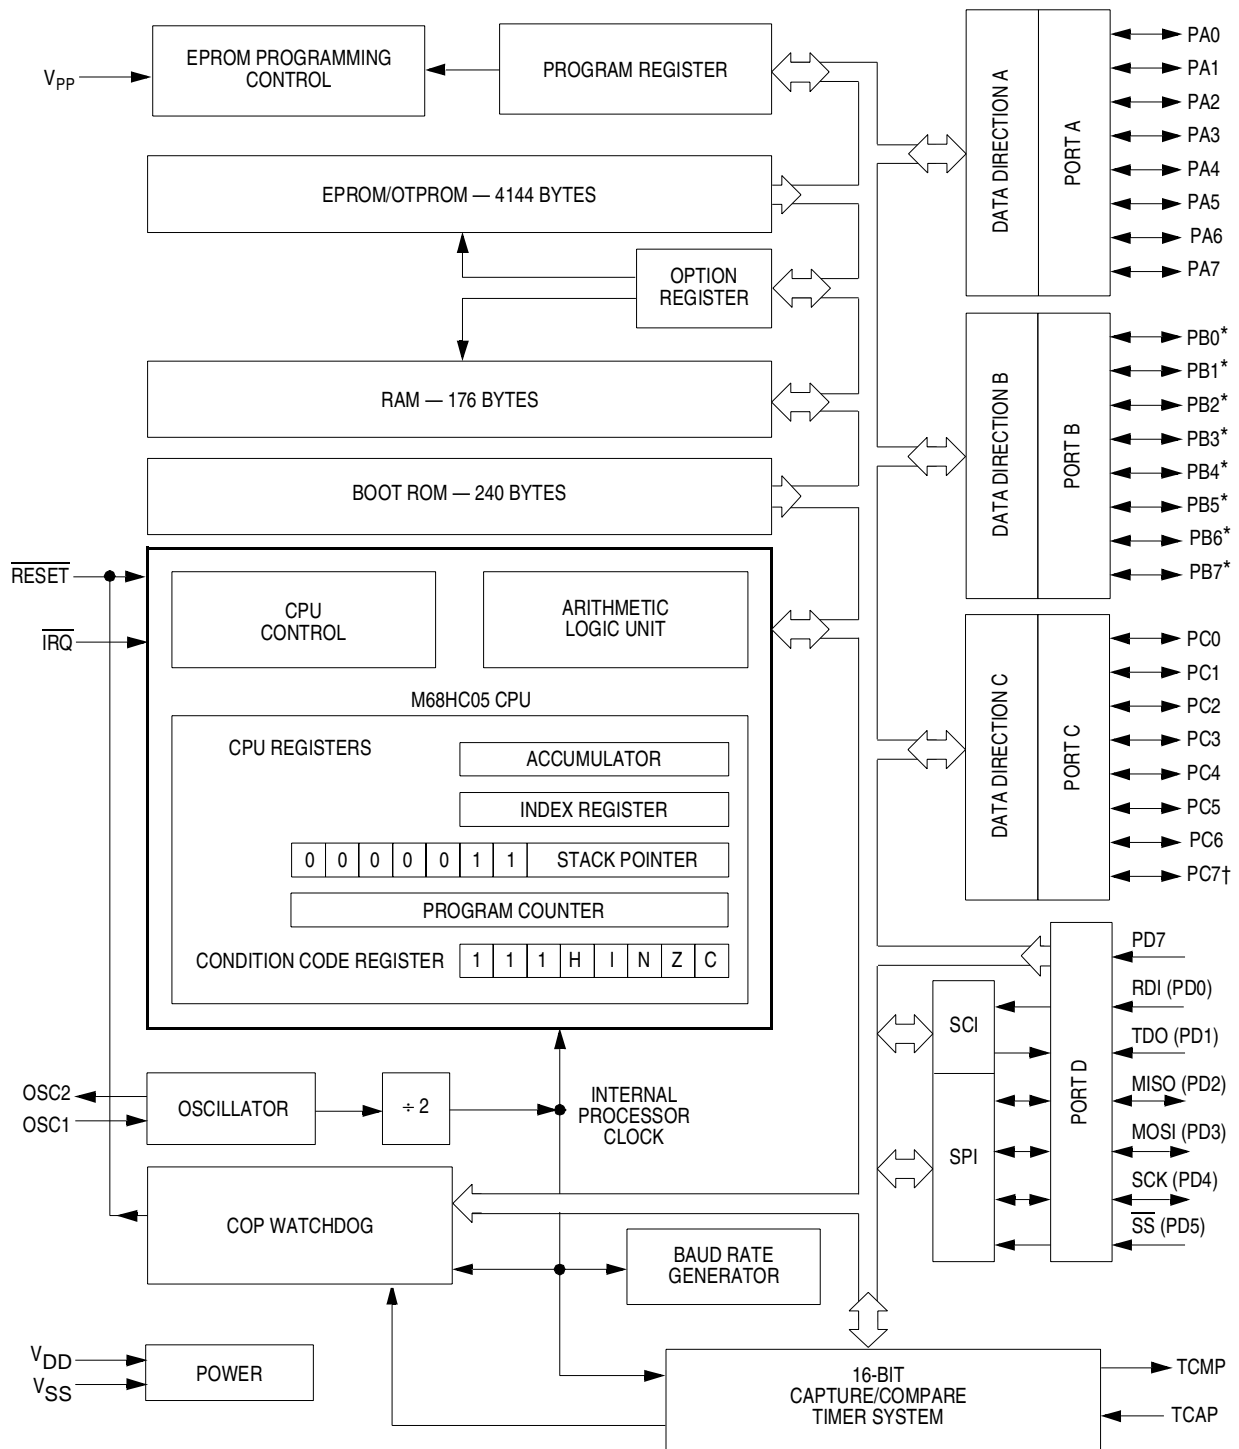 EPROM PROGRAMMING
CONTROL
PROGRAM REGISTER
VPP
EPROM/OTPROM — 4144 BYTES
OPTION
REGISTER
RAM — 176 BYTES
BOOT ROM — 240 BYTES
RESET
IRQ
CPU
CONTROL
ARITHMETIC
LOGIC UNIT
M68HC05 CPU
CPU REGISTERS
ACCUMULATOR
INDEX REGISTER
0 0 0 0 0 1 1 STACK POINTER
PROGRAM COUNTER
CONDITION CODE REGISTER 1 1 1 H I N Z C
OSC2
OSC1
OSCILLATOR
÷ 2
INTERNAL
PROCESSOR
CLOCK
COP WATCHDOG
BAUD RATE
GENERATOR
VDD
VSS
POWER
16-BIT
CAPTURE/COMPARE
TIMER SYSTEM
TCMP
TCAP
DATA DIRECTION A
PORT A
PA0
PA1
PA2
PA3
PA4
PA5
PA6
PA7
DATA DIRECTION B
PORT B
PB0*
PB1*
PB2*
PB3*
PB4*
PB5*
PB6*
PB7*
DATA DIRECTION C
PORT C
PC0
PC1
PC2
PC3
PC4
PC5
PC6
PC7†
SCI
SPI
PORT D
PD7
RDI (PD0)
TDO (PD1)
MISO (PD2)
MOSI (PD3)
SCK (PD4)
SS (PD5)